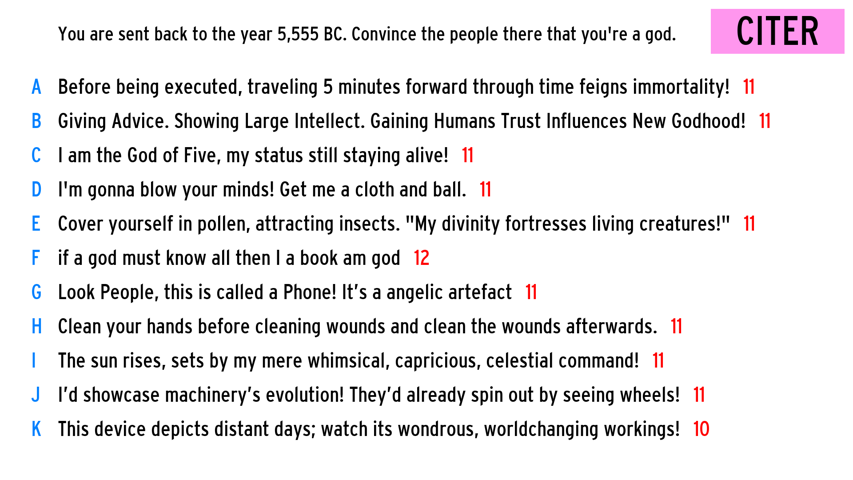 You are sent back to the year 5,555 BC. Convince the people there that you're a god.
CITER
A Before being executed, traveling 5 minutes forward through time feigns immortality! 11
B Giving Advice. Showing Large Intellect. Gaining Humans Trust Influences New Godhood! 11
C I am the God of Five, my status still staying alive! 11
D I'm gonna blow your minds! Get me a cloth and ball. 11
E Cover yourself in pollen, attracting insects. "My divinity fortresses living creatures!" 11
F if a god must know all then I a book am god 12
G Look People, this is called a Phone! It’s a angelic artefact 11
H Clean your hands before cleaning wounds and clean the wounds afterwards. 11
I The sun rises, sets by my mere whimsical, capricious, celestial command! 11
J I’d showcase machinery’s evolution! They’d already spin out by seeing wheels! 11
K This device depicts distant days; watch its wondrous, worldchanging workings! 10